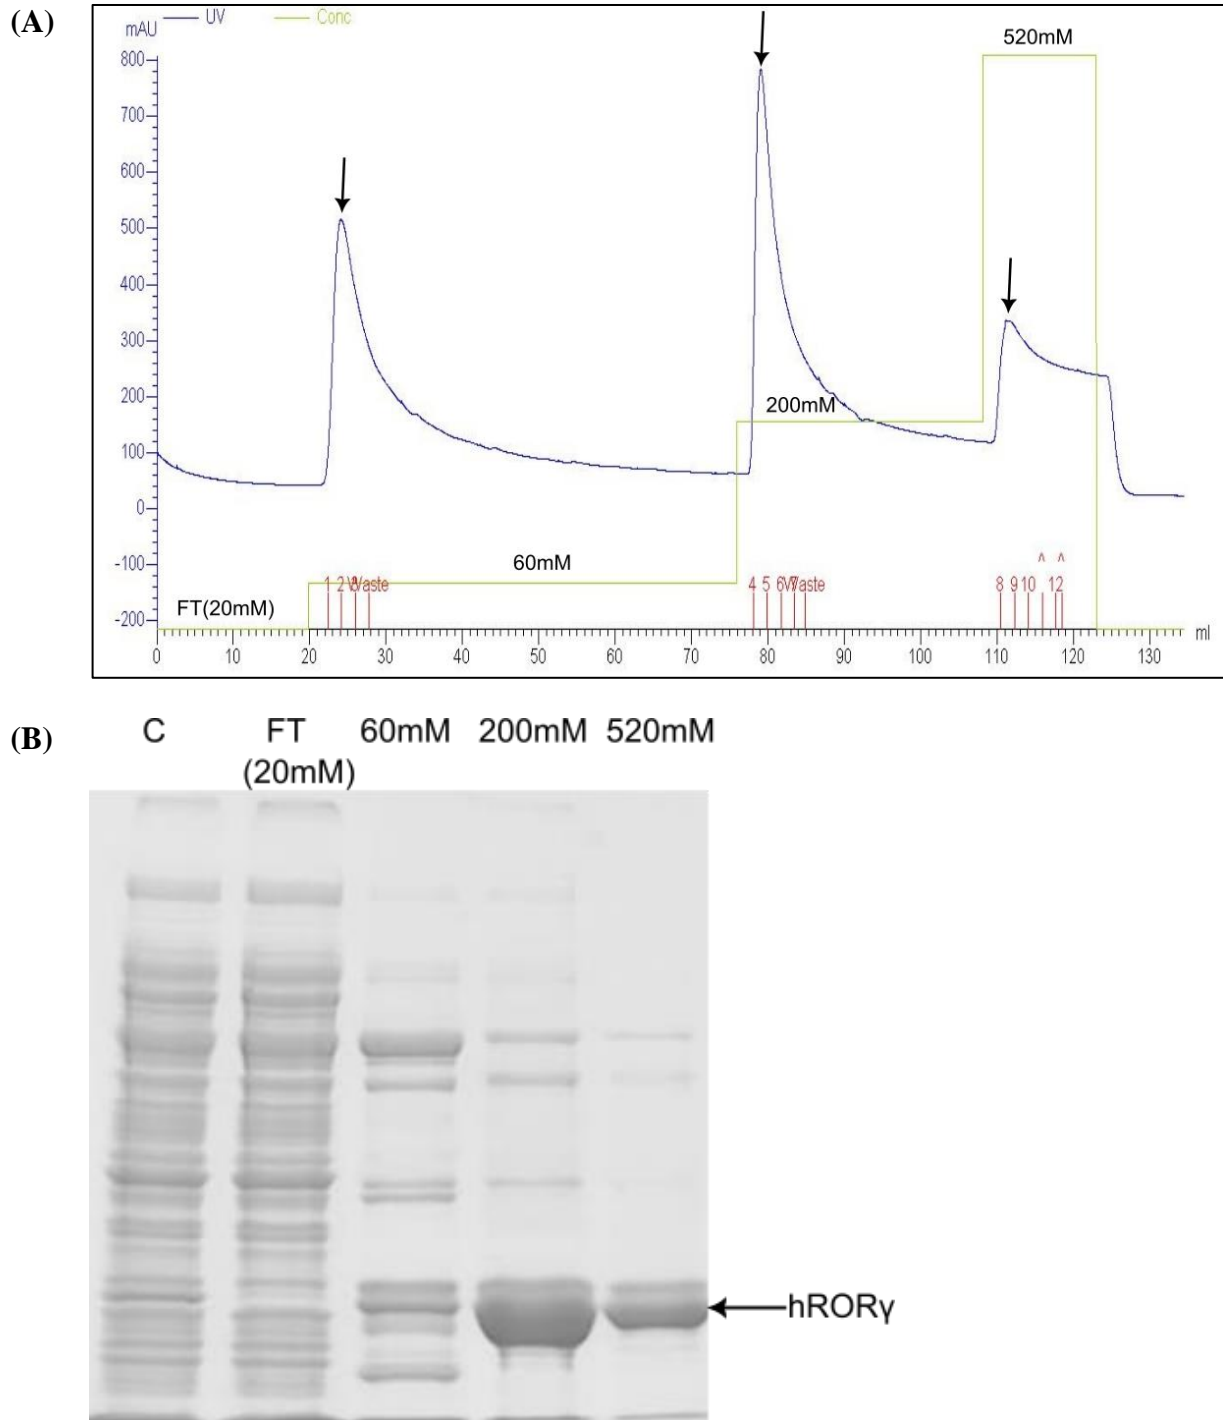 (A)
mAU UV Conc
800
700
600
500
400
300
200
100
0
-100
-200
520mM
200mM
60mM
FT(20mM)
1 2 Waste 4 5 6 Waste 8 9 10 ^ 12 ^
0 10 20 30 40 50 60 70 80 90 100 110 120 130 ml
(B)
C FT 60mM 200mM 520mM
(20mM)
hRORγ